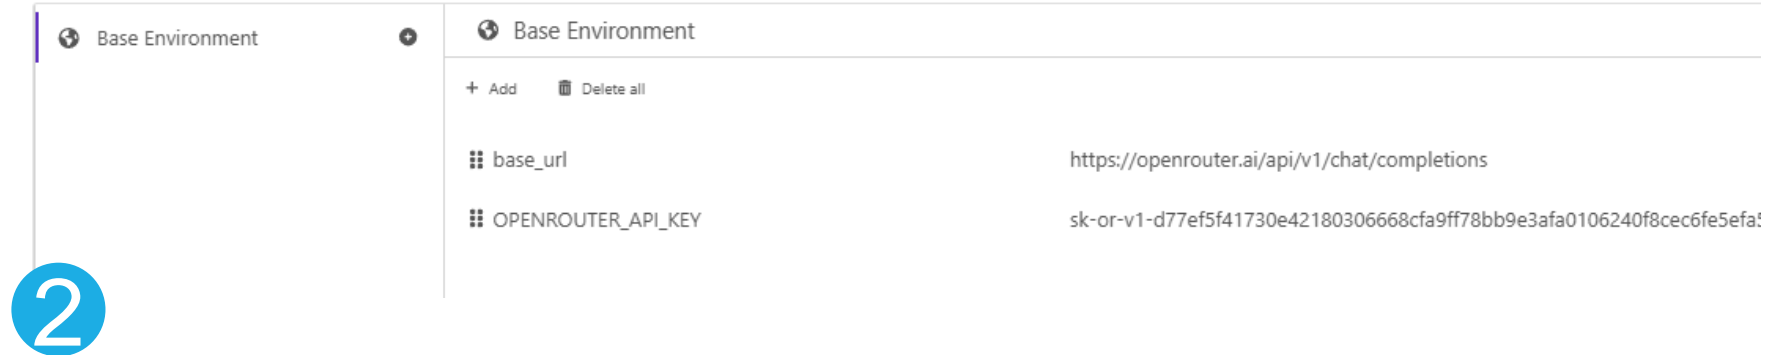 Base Environment
Base Environment
+ Add Delete all
base_url https://openrouter.ai/api/v1/chat/completions
OPENROUTER_API_KEY sk-or-v1-d77ef5f41730e42180306668cfa9ff78bb9e3afa0106240f8cec6fe5efa5
2